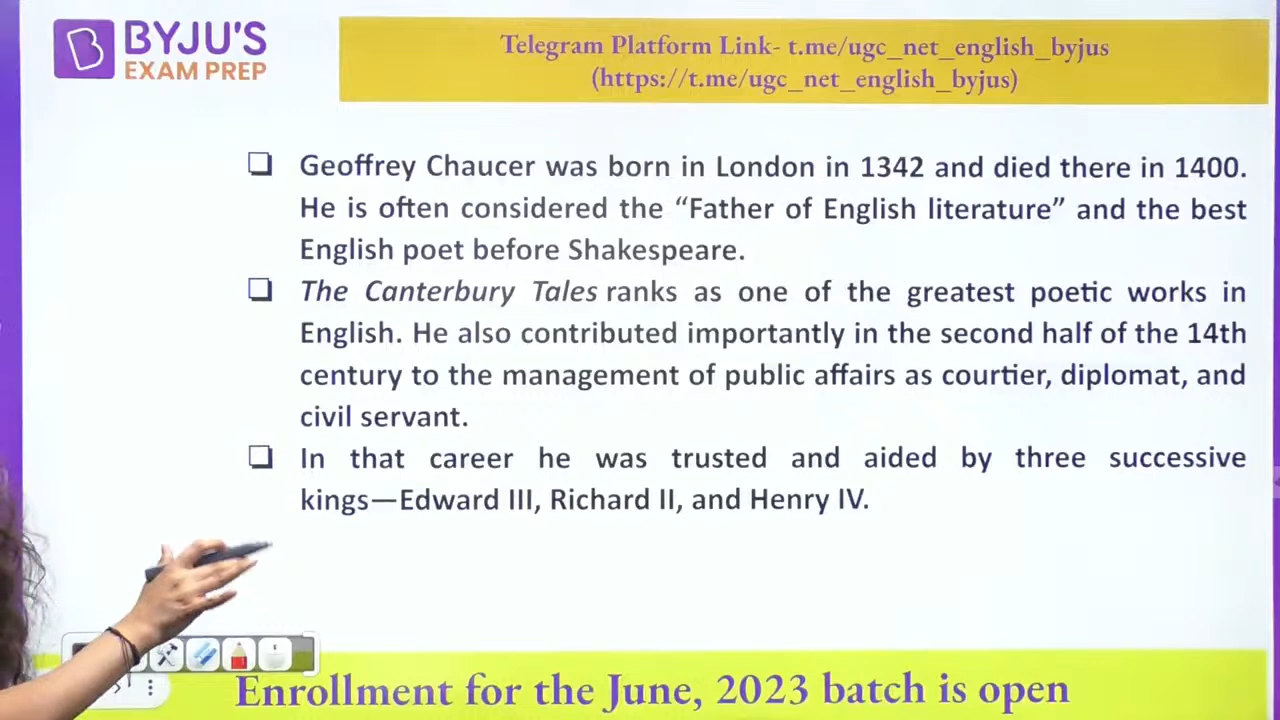 BYJU'S
EXAM PREP
Telegram Platform Link- t.me/ugc_net_english_byjus
(https://t.me/ugc_net_english_byjus)
Geoffrey Chaucer was born in London in 1342 and died there in 1400.
He is often considered the “Father of English literature” and the best
English poet before Shakespeare.
The Canterbury Tales ranks as one of the greatest poetic works in
English. He also contributed importantly in the second half of the 14th
century to the management of public affairs as courtier, diplomat, and
civil servant.
In that career he was trusted and aided by three successive
kings—Edward III, Richard II, and Henry IV.
Enrollment for the June, 2023 batch is open